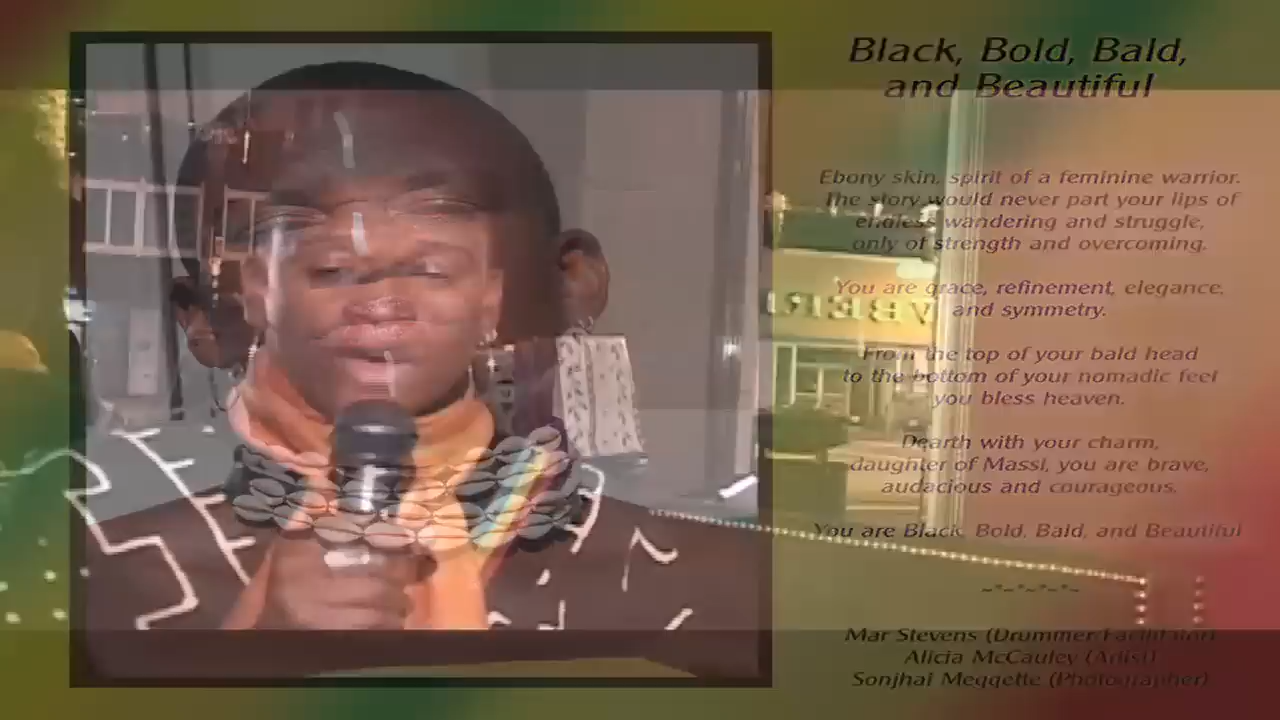 Black, Bold, Bald,
and Beautiful
Ebony skin, spirit of a feminine warrior.
The story would never part your lips of
endless wandering and struggle,
only of strength and overcoming.
You are grace, refinement, elegance,
and symmetry.
From the top of your bald head
to the bottom of your nomadic feel
you bless heaven.
Dearth with your charm,
daughter of Massi, you are brave,
audacious and courageous.
You are Black, Bold, Bald, and Beautiful
~*~*~*~*~
Mar Stevens (Drummer/Facilitator)
Alicia McCauley (Artist)
Sonjhai Meggette (Photographer)